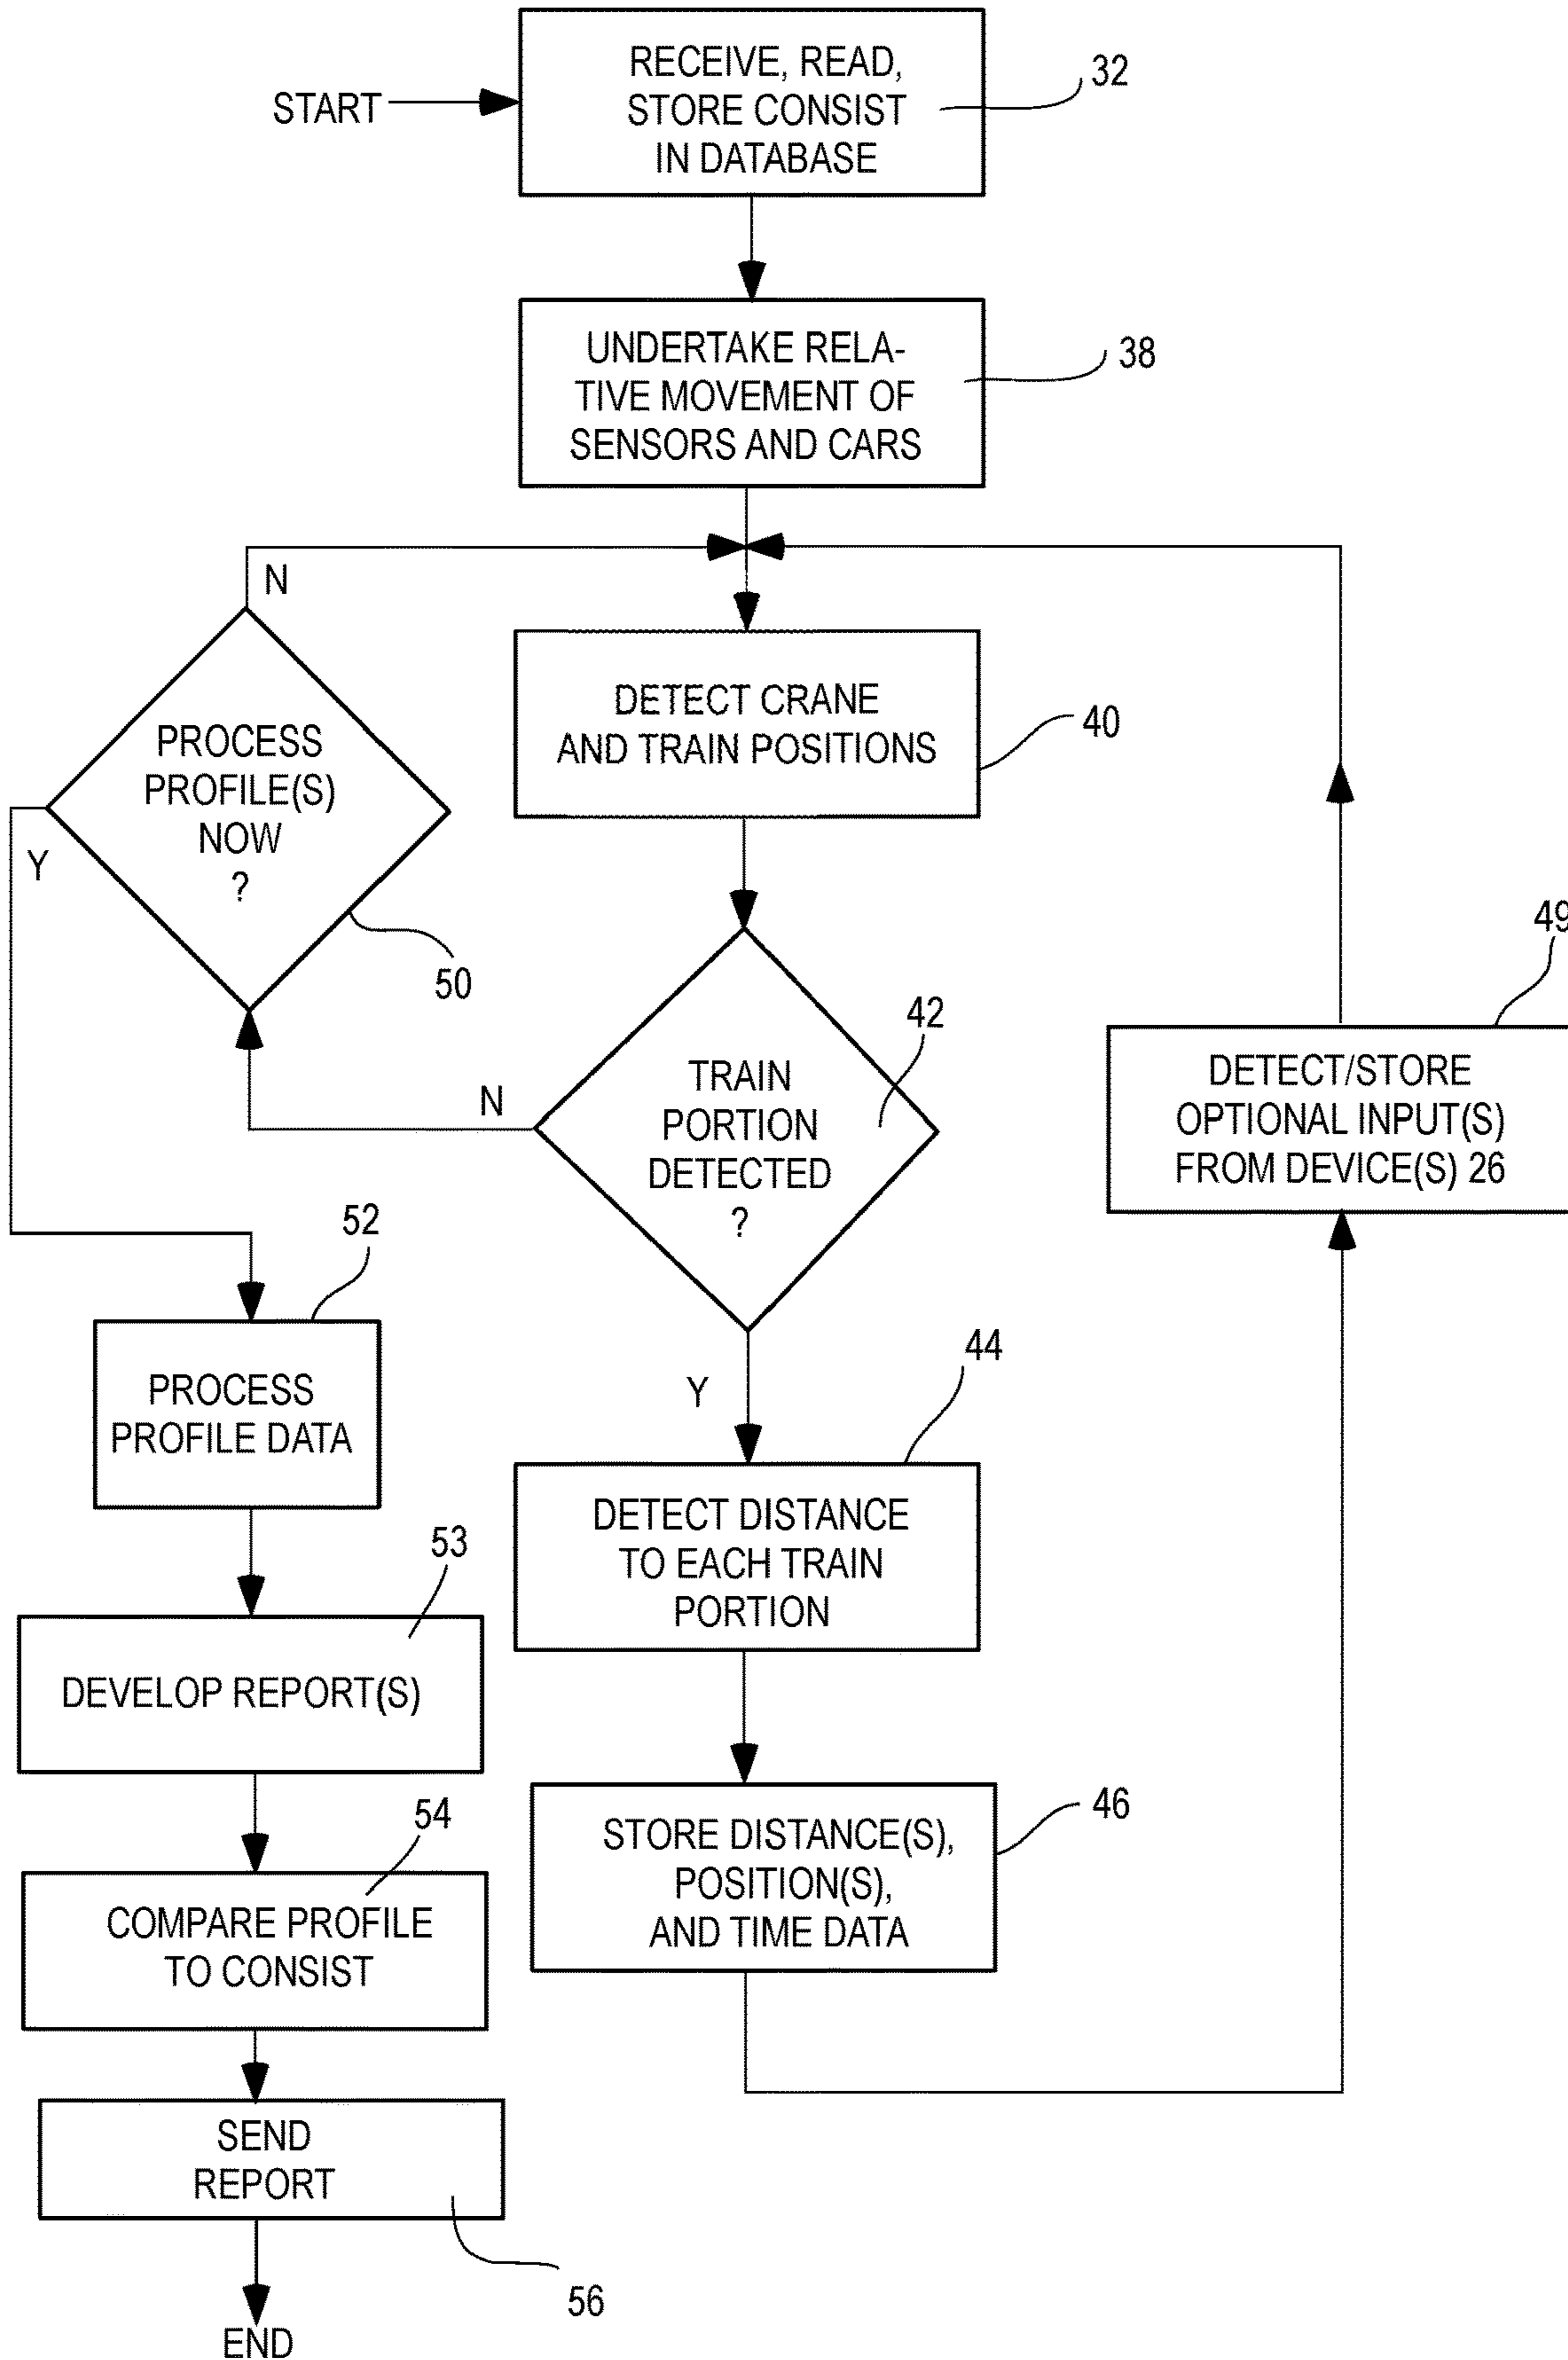 START
RECEIVE, READ,
STORE CONSIST
IN DATABASE
32
UNDERTAKE RELA-
TIVE MOVEMENT OF
SENSORS AND CARS
38
N
PROCESS
PROFILE(S)
NOW
?
Y
50
DETECT CRANE
AND TRAIN POSITIONS
40
42
TRAIN
PORTION
DETECTED
?
N
Y
49
DETECT/STORE
OPTIONAL INPUT(S)
FROM DEVICE(S) 26
52
PROCESS
PROFILE DATA
44
DETECT DISTANCE
TO EACH TRAIN
PORTION
53
DEVELOP REPORT(S)
46
STORE DISTANCE(S),
POSITION(S),
AND TIME DATA
54
COMPARE PROFILE
TO CONSIST
SEND
REPORT
56
END